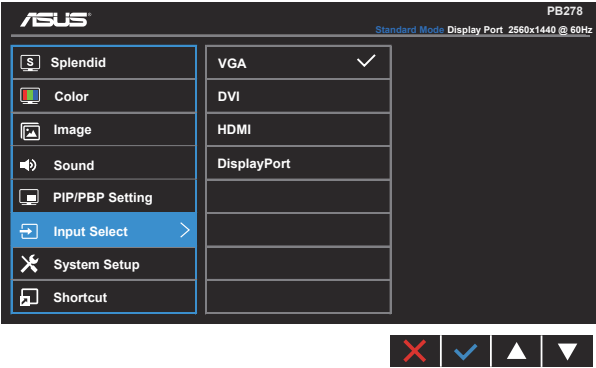 ASUS
PB278
Standard Mode Display Port 2560x1440 @ 60Hz
S Splendid
Color
Image
Sound
PIP/PBP Setting
Input Select
System Setup
Shortcut
VGA
DVI
HDMI
DisplayPort